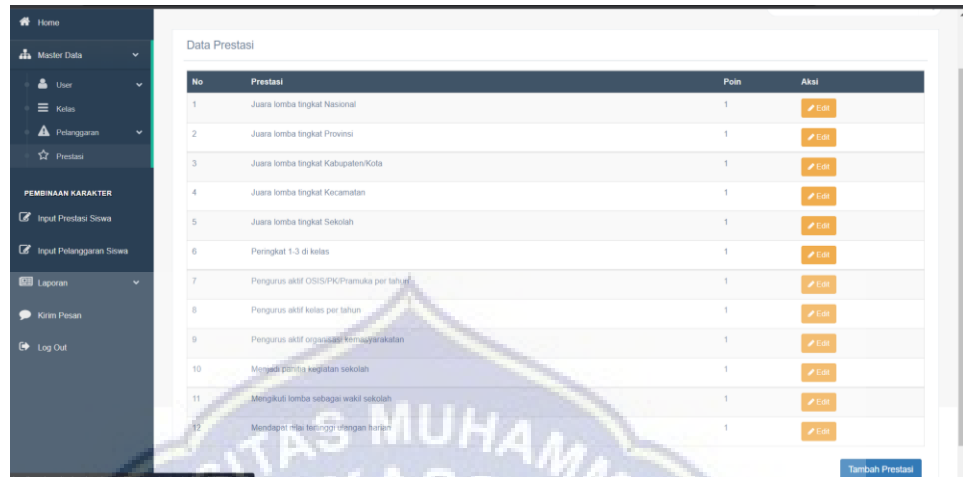 Home
Data Prestasi
Master Data
No Prestasi Poin Aksi
User
1 Juara lomba tingkat Nasional 1 Edit
Kelas
2 Juara lomba tingkat Provinsi 1 Edit
Pelanggaran
3 Juara lomba tingkat Kabupaten/Kota 1 Edit
Prestasi
4 Juara lomba tingkat Kecamatan 1 Edit
PEMBINAAN KARAKTER
5 Juara lomba tingkat Sekolah 1 Edit
Input Prestasi Siswa
6 Peringkat 1-3 di kelas 1 Edit
Input Pelanggaran Siswa
7 Pengurus aktif OSIS/PK/Pramuka per tahun 1 Edit
Laporan
8 Pengurus aktif kelas per tahun 1 Edit
Kirim Pesan
9 Pengurus aktif organisasi kemasyarakatan 1 Edit
Log Out
10 Menjadi panitia kegiatan sekolah 1 Edit
11 Mengikuti lomba sebagai wakil sekolah 1 Edit
12 Mendapat nilai tertinggi ulangan harian 1 Edit
Tambah Prestasi